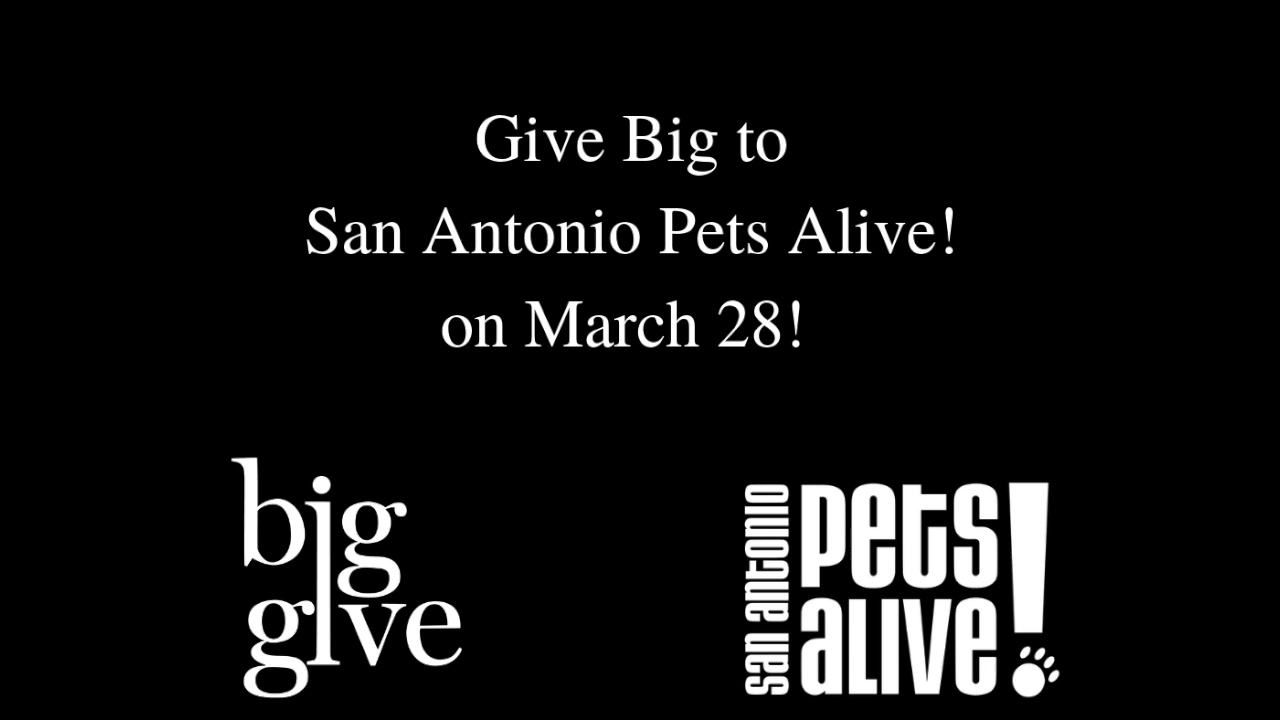 Give Big to
San Antonio Pets Alive!
on March 28!
big
give
san antonio
PETS
ALIVE!